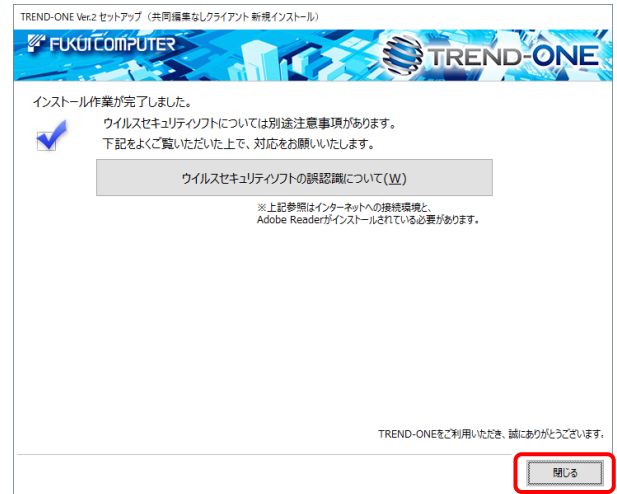 TREND-ONE Ver.2 セットアップ（共同編集なしクライアント 新規インストール）
FUKUI COMPUTER
TREND-ONE
インストール作業が完了しました。
ウイルスセキュリティソフトについては別途注意事項があります。
下記をよくご覧いただいた上で、対応をお願いいたします。
ウイルスセキュリティソフトの誤認識について(W)
※上記参照はインターネットへの接続環境と、
Adobe Readerがインストールされている必要があります。
TREND-ONEをご利用いただき、誠にありがとうございます。
閉じる